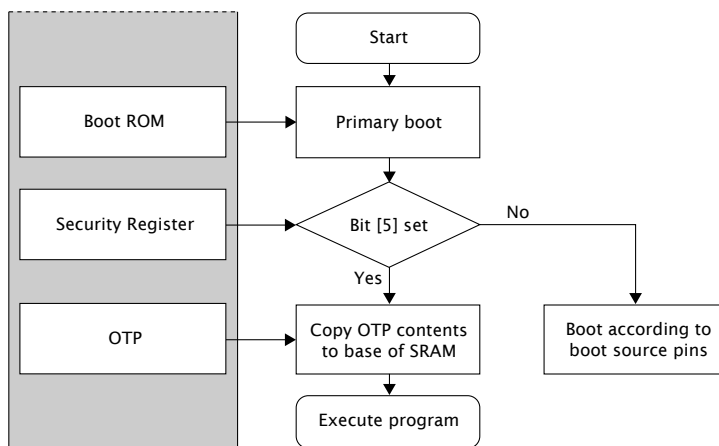 Start
Boot ROM
Primary boot
Security Register
Bit [5] set
No
Yes
OTP
Copy OTP contents
to base of SRAM
Boot according to
boot source pins
Execute program